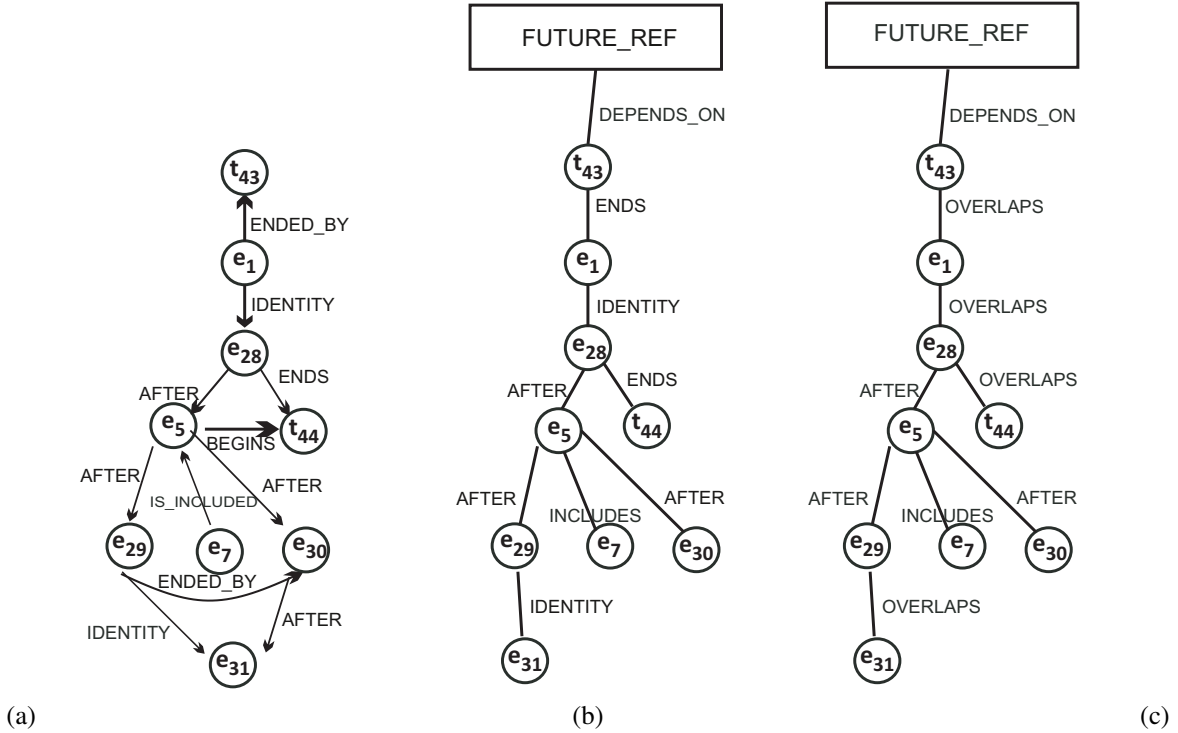 t43
ENDED_BY
e1
IDENTITY
e28
AFTER
ENDS
e5
t44
BEGINS
AFTER
IS_INCLUDED
AFTER
e29
e7
e30
ENDED_BY
IDENTITY
AFTER
e31
(a)
FUTURE_REF
DEPENDS_ON
t43
ENDS
e1
IDENTITY
e28
AFTER
ENDS
e5
t44
AFTER
INCLUDES
AFTER
e29
e7
e30
IDENTITY
e31
(b)
FUTURE_REF
DEPENDS_ON
t43
OVERLAPS
e1
OVERLAPS
e28
AFTER
OVERLAPS
e5
t44
AFTER
INCLUDES
AFTER
e29
e7
e30
OVERLAPS
e31
(c)